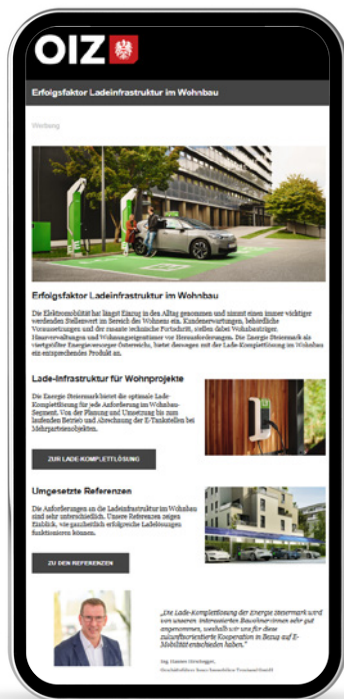 OIZ
Erfolgsfaktor Ladeinfrastruktur im Wohnbau
Werbung
Erfolgsfaktor Ladeinfrastruktur im Wohnbau
Die Elektromobilität hat längst Einzug in den Alltag genommen und nimmt einen immer wichtiger
werdenden Stellenwert im Bereich des Wohnens ein. Kundenerwartungen, behördliche
Voraussetzungen und der rasante technische Fortschritt, stellen dabei Wohnbauträger,
Hausverwaltungen und Wohnungseigentümer vor Herausforderungen. Die Energie Steiermark als
viertgrößter Energieversorger Österreichs, bietet deswegen mit der Lade-Komplettlösung im Wohnbau
ein entsprechendes Produkt an.
Lade-Infrastruktur für Wohnprojekte
Die Energie Steiermark bietet die optimale Lade-
Komplettlösung für jede Anforderung im Wohnbau-
Segment. Von der Planung und Umsetzung bis zum
laufenden Betrieb und Abrechnung der E-Tankstellen bei
Mehrparteienobjekten.
ZUR LADE-KOMPLETTLÖSUNG
Umgesetzte Referenzen
Die Anforderungen an die Ladeinfrastruktur im Wohnbau
sind sehr unterschiedlich. Unsere Referenzen zeigen
Einblick, wie ganzheitlich erfolgreiche Ladelösungen
funktionieren können.
ZU DEN REFERENZEN
„Die Lade-Komplettlösung der Energie Steiermark wird
von unseren interessierten Bewohner:innen sehr gut
angenommen, weshalb wir uns für diese
zukunftsorientierte Kooperation in Bezug auf E-
Mobilität entschieden haben."
Ing.